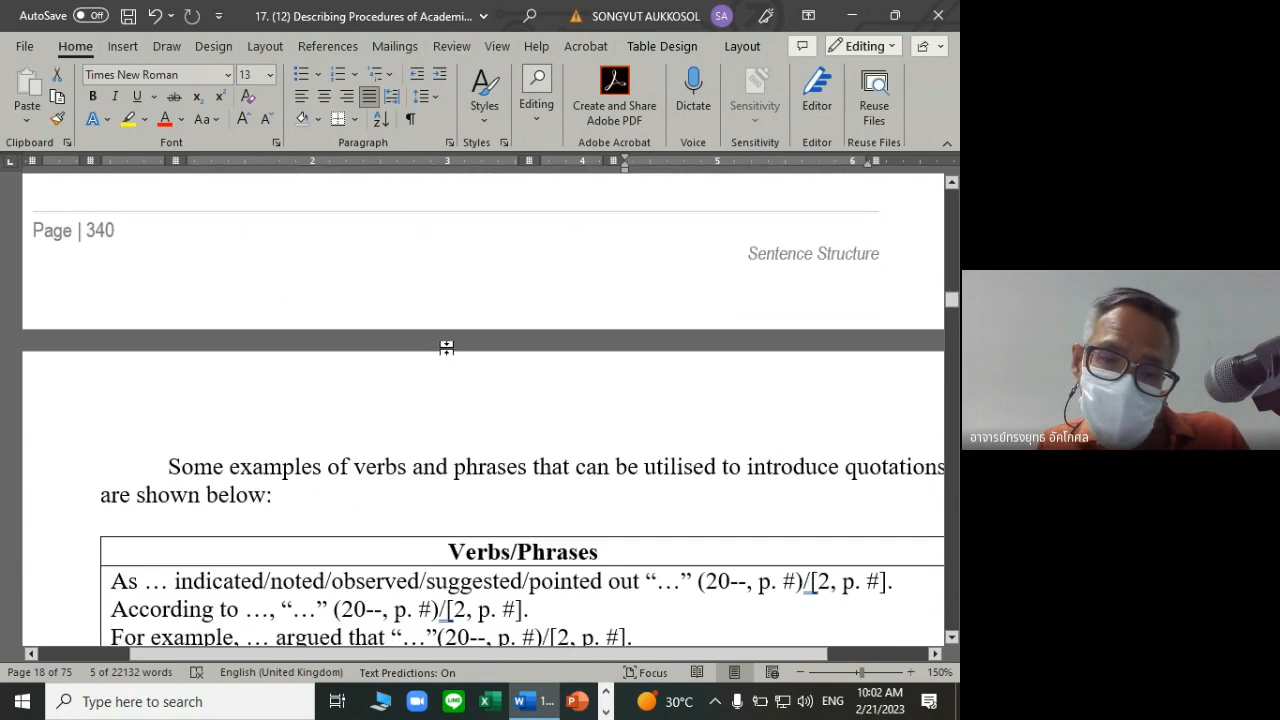 AutoSave Off 17. (12) Describing Procedures of Academi... SONGYUT AUKKOSOL SA
File Home Insert Draw Design Layout References Mailings Review View Help Acrobat Table Design Layout Editing
Times New Roman 13
Paste Styles Editing Create and Share Adobe PDF Dictate Sensitivity Editor Reuse Files
Clipboard Font Paragraph Styles Adobe Acrobat Voice Sensitivity Editor Reuse Files
2 3 4 5 6
Page | 340
Sentence Structure
Some examples of verbs and phrases that can be utilised to introduce quotations
are shown below:
Verbs/Phrases
As … indicated/noted/observed/suggested/pointed out “…” (20--, p. #)/[2, p. #].
According to …, “…” (20--, p. #)/[2, p. #].
For example, … argued that “…”(20--, p. #)/[2, p. #].
อาจารย์ทรงยุทธ อัคโกศล
Page 18 of 75 5 of 22132 words English (United Kingdom) Text Predictions: On Focus 150%
Type here to search 1... 30°C ENG 10:02 AM
2/21/2023